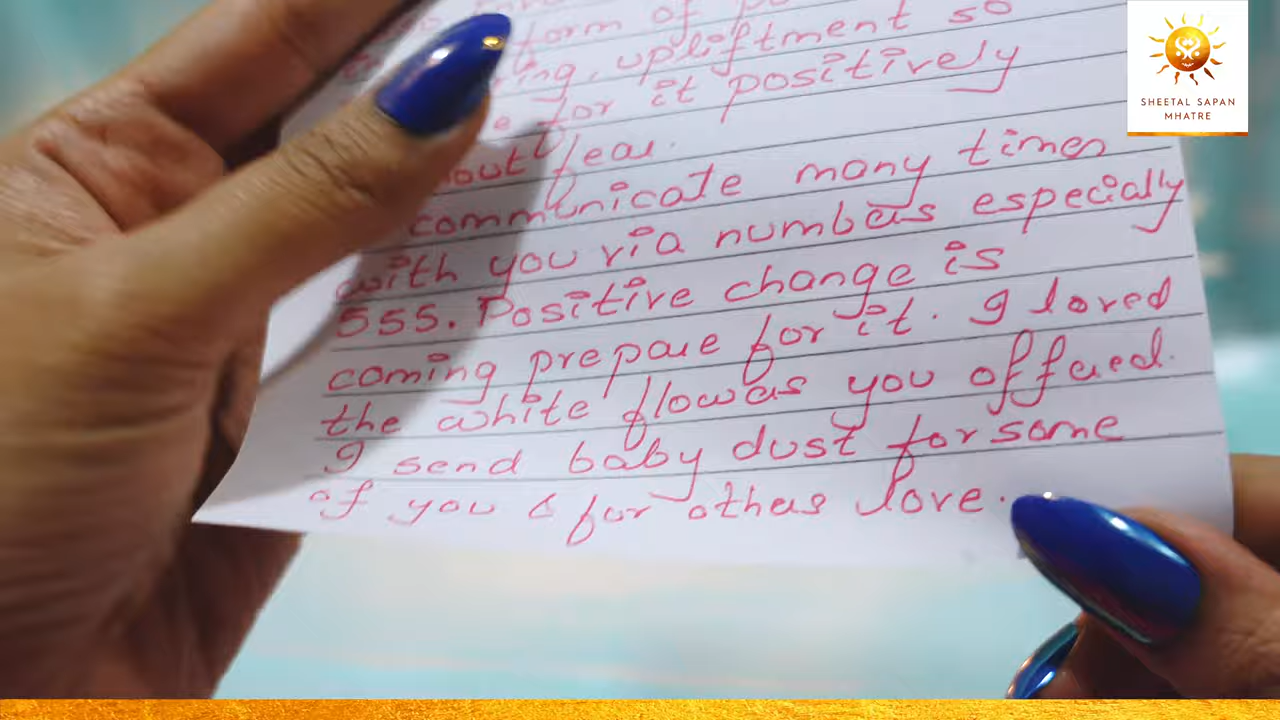 form of
upliftment so
for it positively
fear.
communicate many times
with you via numbers especially
555. Positive change is
coming prepare for it. I loved
the white flowers you offered.
I send baby dust for some
of you & for others love.
SHEETAL SAPAN
MHATRE